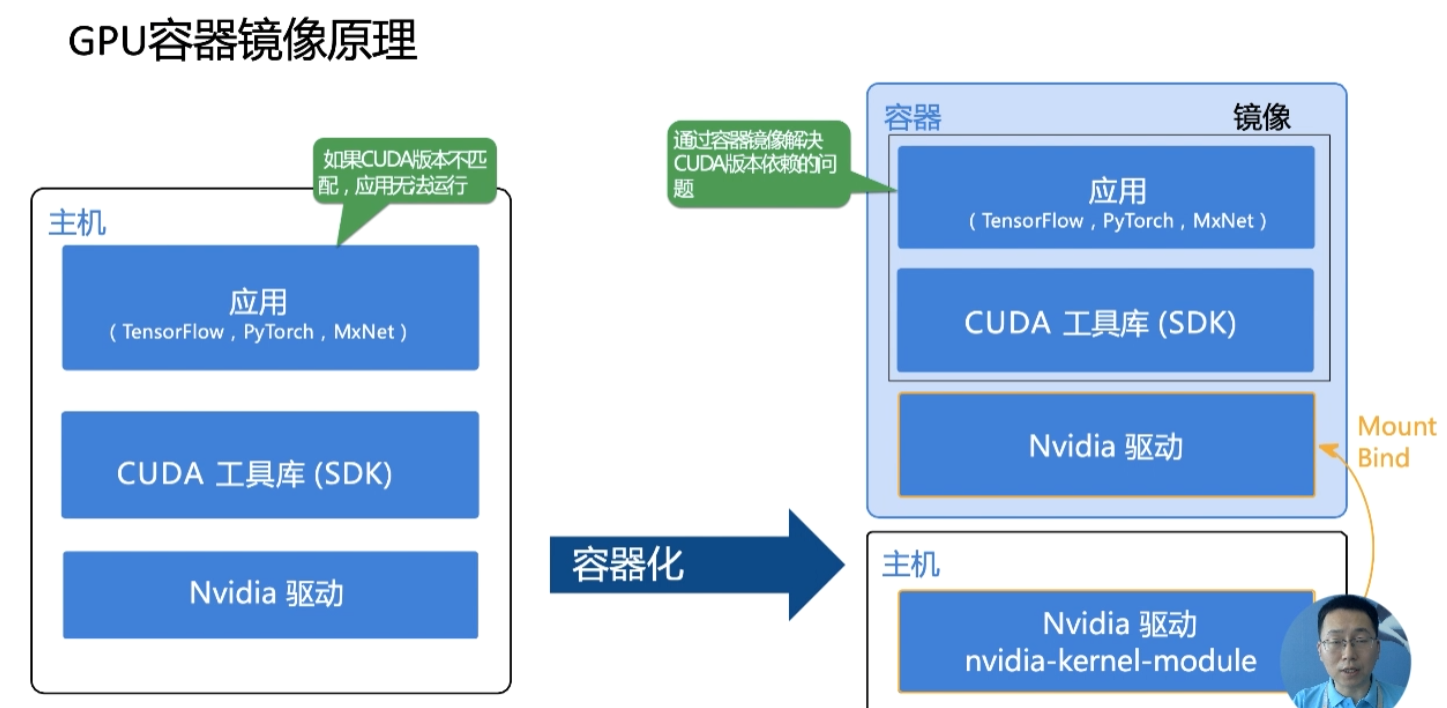 GPU容器镜像原理
如果CUDA版本不匹
配，应用无法运行
主机
应用
（TensorFlow，PyTorch，MxNet）
CUDA 工具库 (SDK)
Nvidia 驱动
容器化
通过容器镜像解决
CUDA版本依赖的问
题
容器
镜像
应用
（TensorFlow，PyTorch，MxNet）
CUDA 工具库 (SDK)
Nvidia 驱动
Mount
Bind
主机
Nvidia 驱动
nvidia-kernel-module